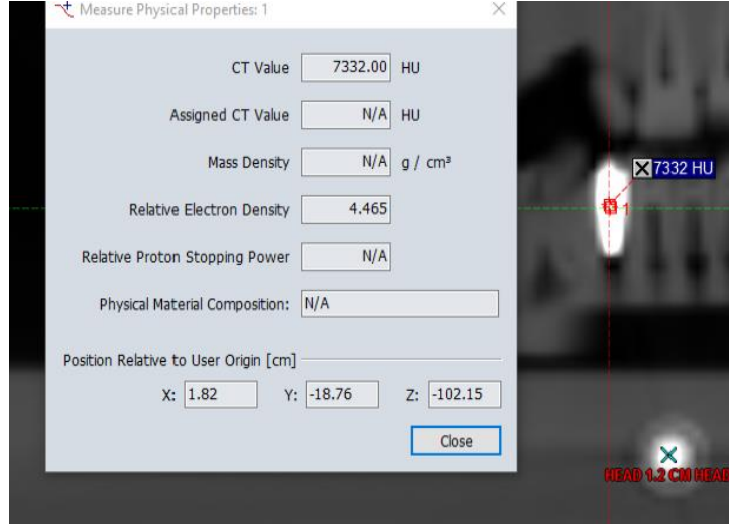 Measure Physical Properties: 1
CT Value 7332.00 HU
Assigned CT Value N/A HU
Mass Density N/A g / cm³
Relative Electron Density 4.465
Relative Proton Stopping Power N/A
Physical Material Composition: N/A
Position Relative to User Origin [cm]
X: 1.82 Y: -18.76 Z: -102.15
Close
7332 HU
1
HEAD 1.2 CM HEAD